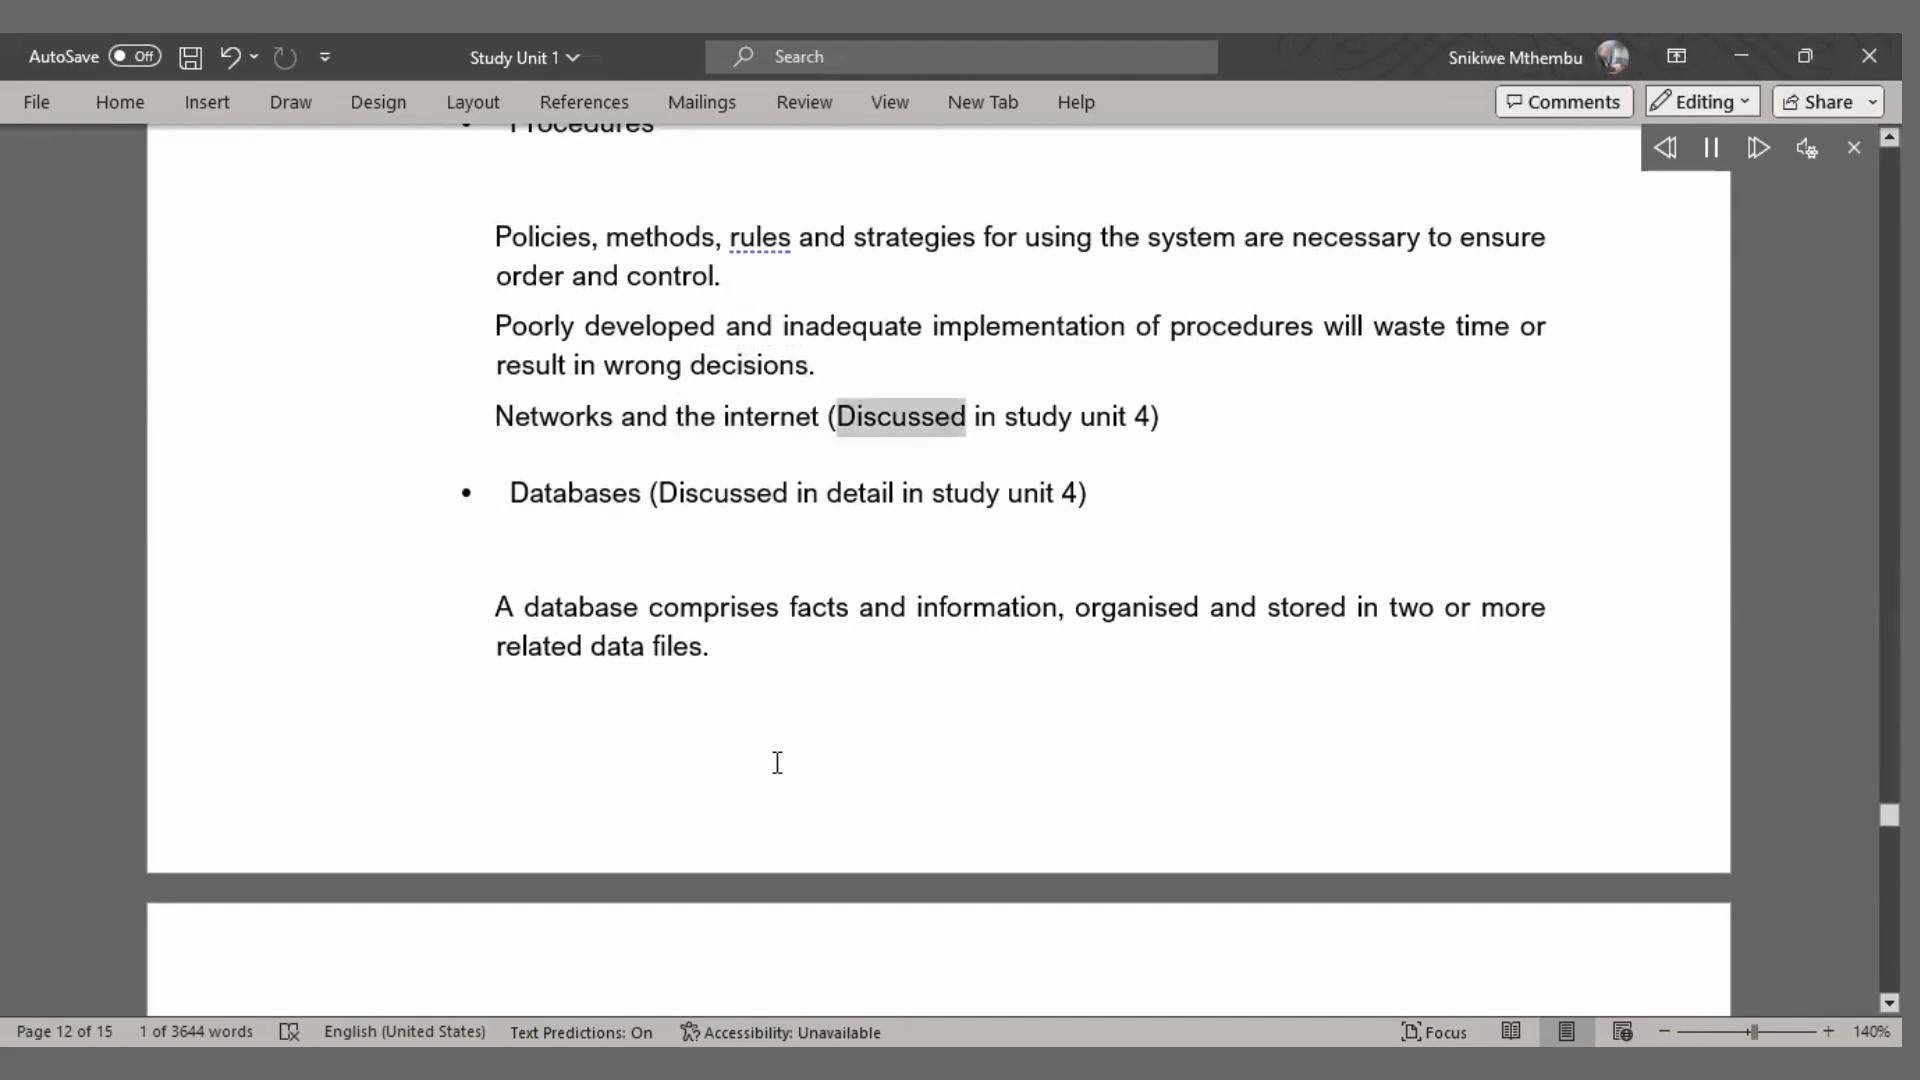 AutoSave Off Study Unit 1 Search Snikiwe Mthembu
File Home Insert Draw Design Layout References Mailings Review View New Tab Help Comments Editing Share
• Procedures
Policies, methods, rules and strategies for using the system are necessary to ensure
order and control.
Poorly developed and inadequate implementation of procedures will waste time or
result in wrong decisions.
Networks and the internet (Discussed in study unit 4)
• Databases (Discussed in detail in study unit 4)
A database comprises facts and information, organised and stored in two or more
related data files.
Page 12 of 15 1 of 3644 words English (United States) Text Predictions: On Accessibility: Unavailable Focus 140%